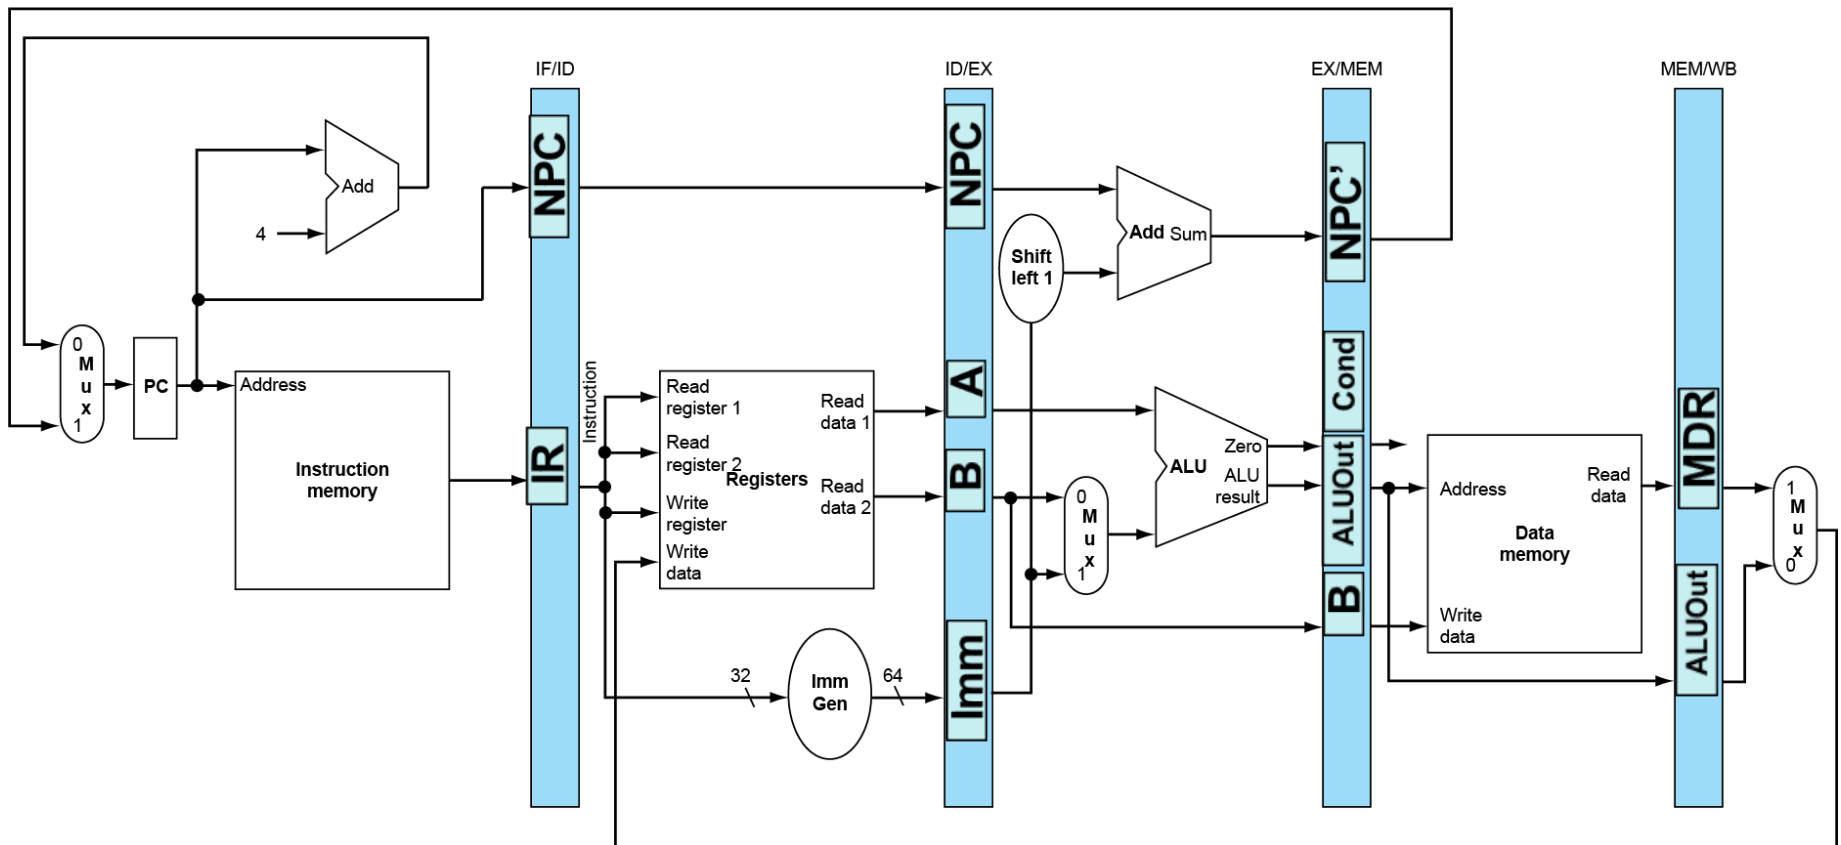 IF/ID
ID/EX
EX/MEM
MEM/WB
NPC
NPC
NPC’
Add
4
Add Sum
Shift
left 1
0
M
u
x
1
PC
Address
Instruction
memory
IR
Instruction
Read
register 1
Read
register 2
Write
register
Write
data
Registers
Read
data 1
Read
data 2
32
Imm
Gen
64
A
B
Imm
0
M
u
x
1
Zero
ALU
ALU
result
Cond
ALUOut
B
Address
Read
data
Data
memory
Write
data
MDR
ALUOut
1
M
u
x
0